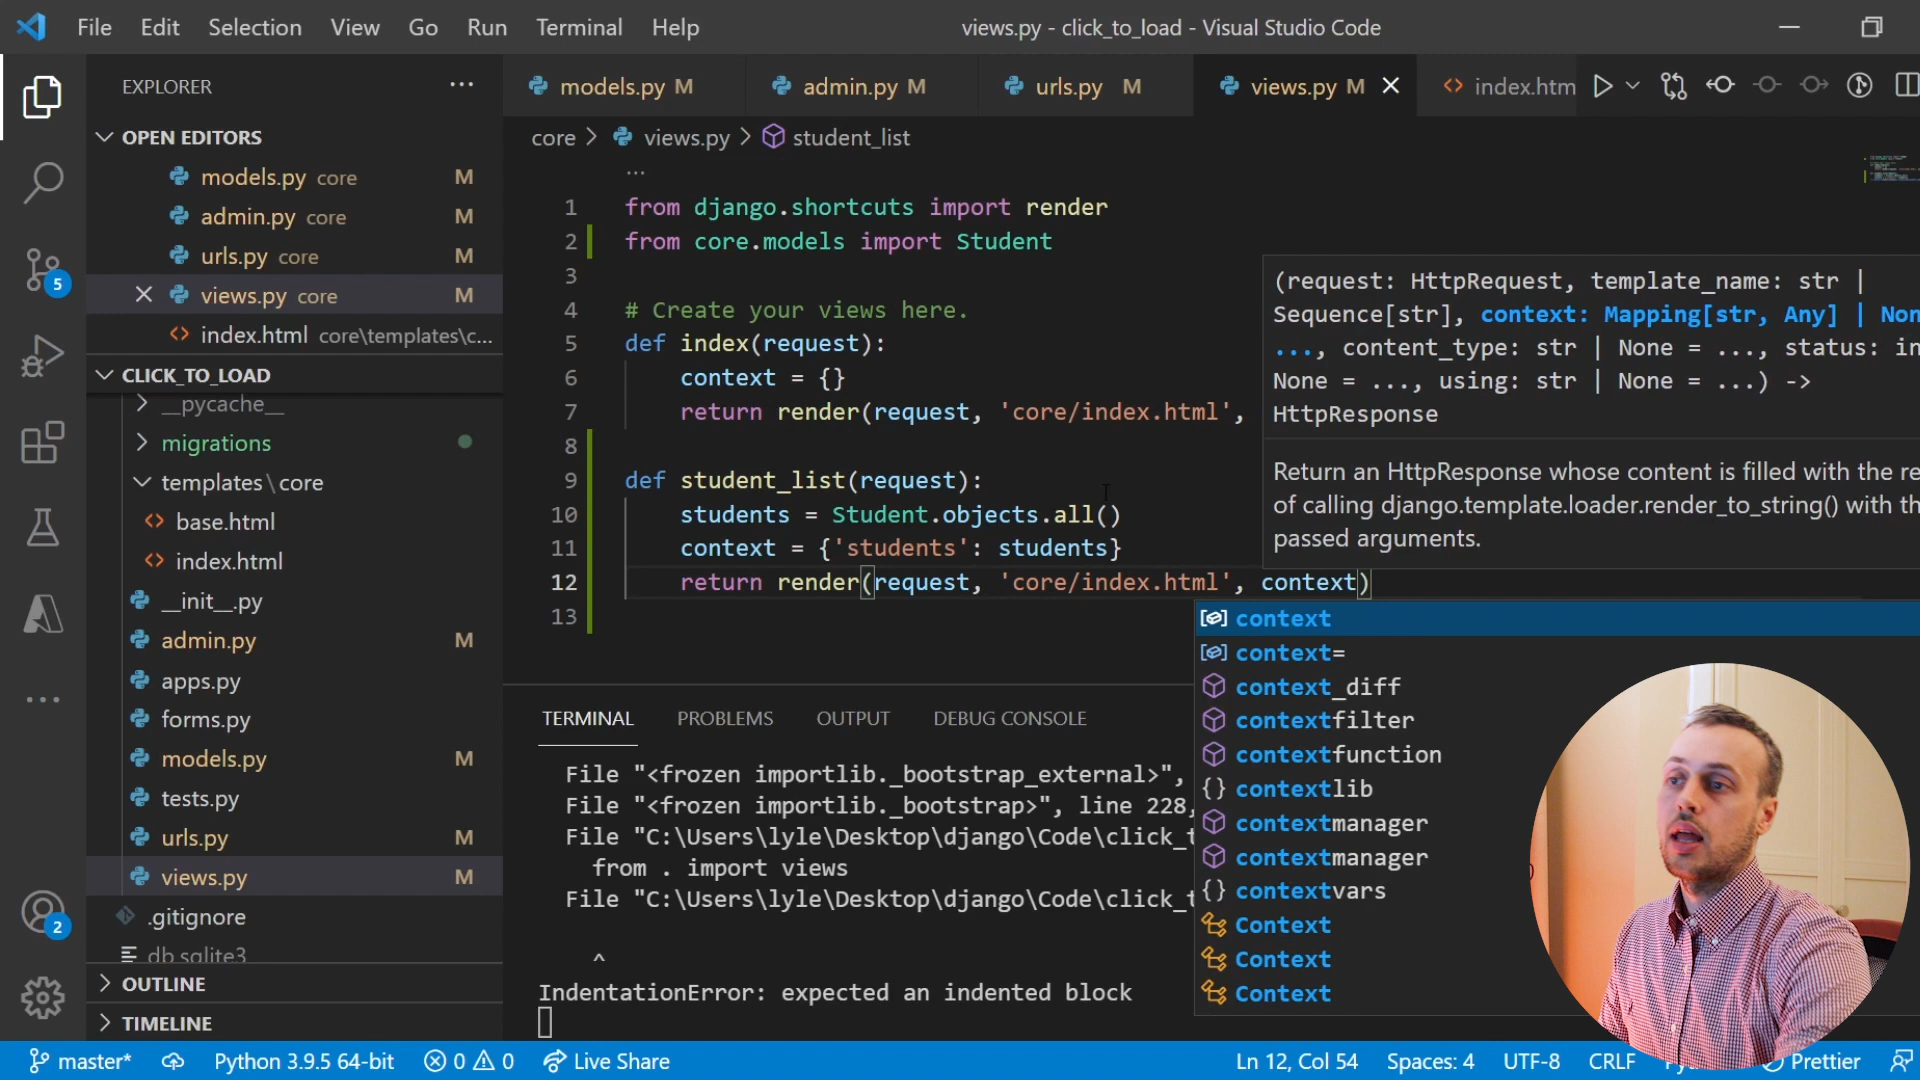 File Edit Selection View Go Run Terminal Help
views.py - click_to_load - Visual Studio Code
EXPLORER
OPEN EDITORS
models.py core M
admin.py core M
urls.py core M
views.py core M
index.html core\templates\c...
CLICK_TO_LOAD
__pycache__
migrations
templates\core
base.html
index.html
__init__.py
admin.py M
apps.py
forms.py
models.py M
tests.py
urls.py M
views.py M
.gitignore
db.sqlite3
OUTLINE
TIMELINE
5
2
models.py M admin.py M urls.py M views.py M index.htm
core > views.py > student_list
...
1 from django.shortcuts import render
2 from core.models import Student
3
4 # Create your views here.
5 def index(request):
6 context = {}
7 return render(request, 'core/index.html',
8
9 def student_list(request):
10 students = Student.objects.all()
11 context = {'students': students}
12 return render(request, 'core/index.html', context)
13
(request: HttpRequest, template_name: str |
Sequence[str], context: Mapping[str, Any] | Non
..., content_type: str | None = ..., status: in
None = ..., using: str | None = ...) ->
HttpResponse
Return an HttpResponse whose content is filled with the re
of calling django.template.loader.render_to_string() with th
passed arguments.
context
context=
context_diff
contextfilter
contextfunction
contextlib
contextmanager
contextmanager
contextvars
Context
Context
Context
TERMINAL PROBLEMS OUTPUT DEBUG CONSOLE
File "<frozen importlib._bootstrap_external>",
File "<frozen importlib._bootstrap>", line 228,
File "C:\Users\lyle\Desktop\django\Code\click_t
from . import views
File "C:\Users\lyle\Desktop\django\Code\click_t
^
IndentationError: expected an indented block
master* Python 3.9.5 64-bit 0 0 Live Share
Ln 12, Col 54 Spaces: 4 UTF-8 CRLF Prettier